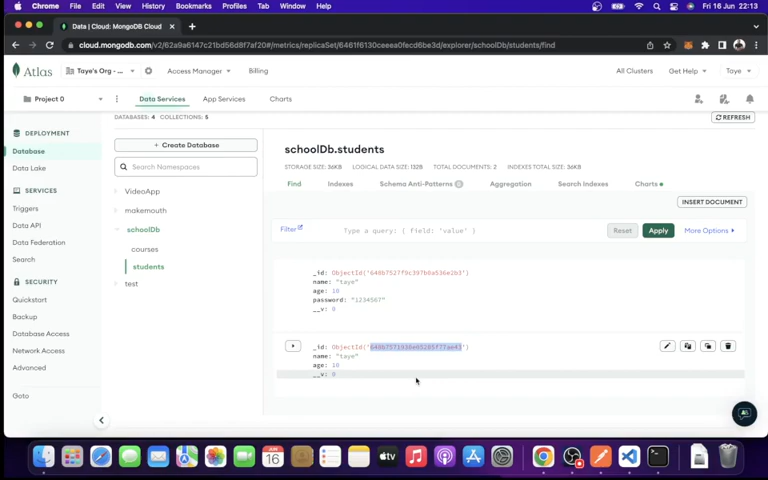 Chrome File Edit View History Bookmarks Profiles Tab Window Help Fri 16 Jun 22:13
Data | Cloud: MongoDB Cloud
cloud.mongodb.com/v2/62a9a6147c21bd56d8f7af20#/metrics/replicaSet/6461f6130ceeea0fecd6be3d/explorer/schoolDb/students/find
Atlas Taye's Org - ... Access Manager Billing All Clusters Get Help Taye
Project 0 Data Services App Services Charts
DATABASES: 4 COLLECTIONS: 5 REFRESH
DEPLOYMENT
Database
Data Lake
SERVICES
Triggers
Data API
Data Federation
Search
SECURITY
Quickstart
Backup
Database Access
Network Access
Advanced
Goto
+ Create Database
Search Namespaces
VideoApp
makemouth
schoolDb
courses
students
test
schoolDb.students
STORAGE SIZE: 36KB LOGICAL DATA SIZE: 132B TOTAL DOCUMENTS: 2 INDEXES TOTAL SIZE: 36KB
Find Indexes Schema Anti-Patterns 0 Aggregation Search Indexes Charts
INSERT DOCUMENT
Filter Type a query: { field: 'value' } Reset Apply More Options
_id: ObjectId('648b7527f9c397b0a536e2b3')
name: "taye"
age: 10
password: "1234567"
__v: 0
_id: ObjectId('648b7571036e05205f77ae43')
name: "taye"
age: 10
__v: 0
JUN
16